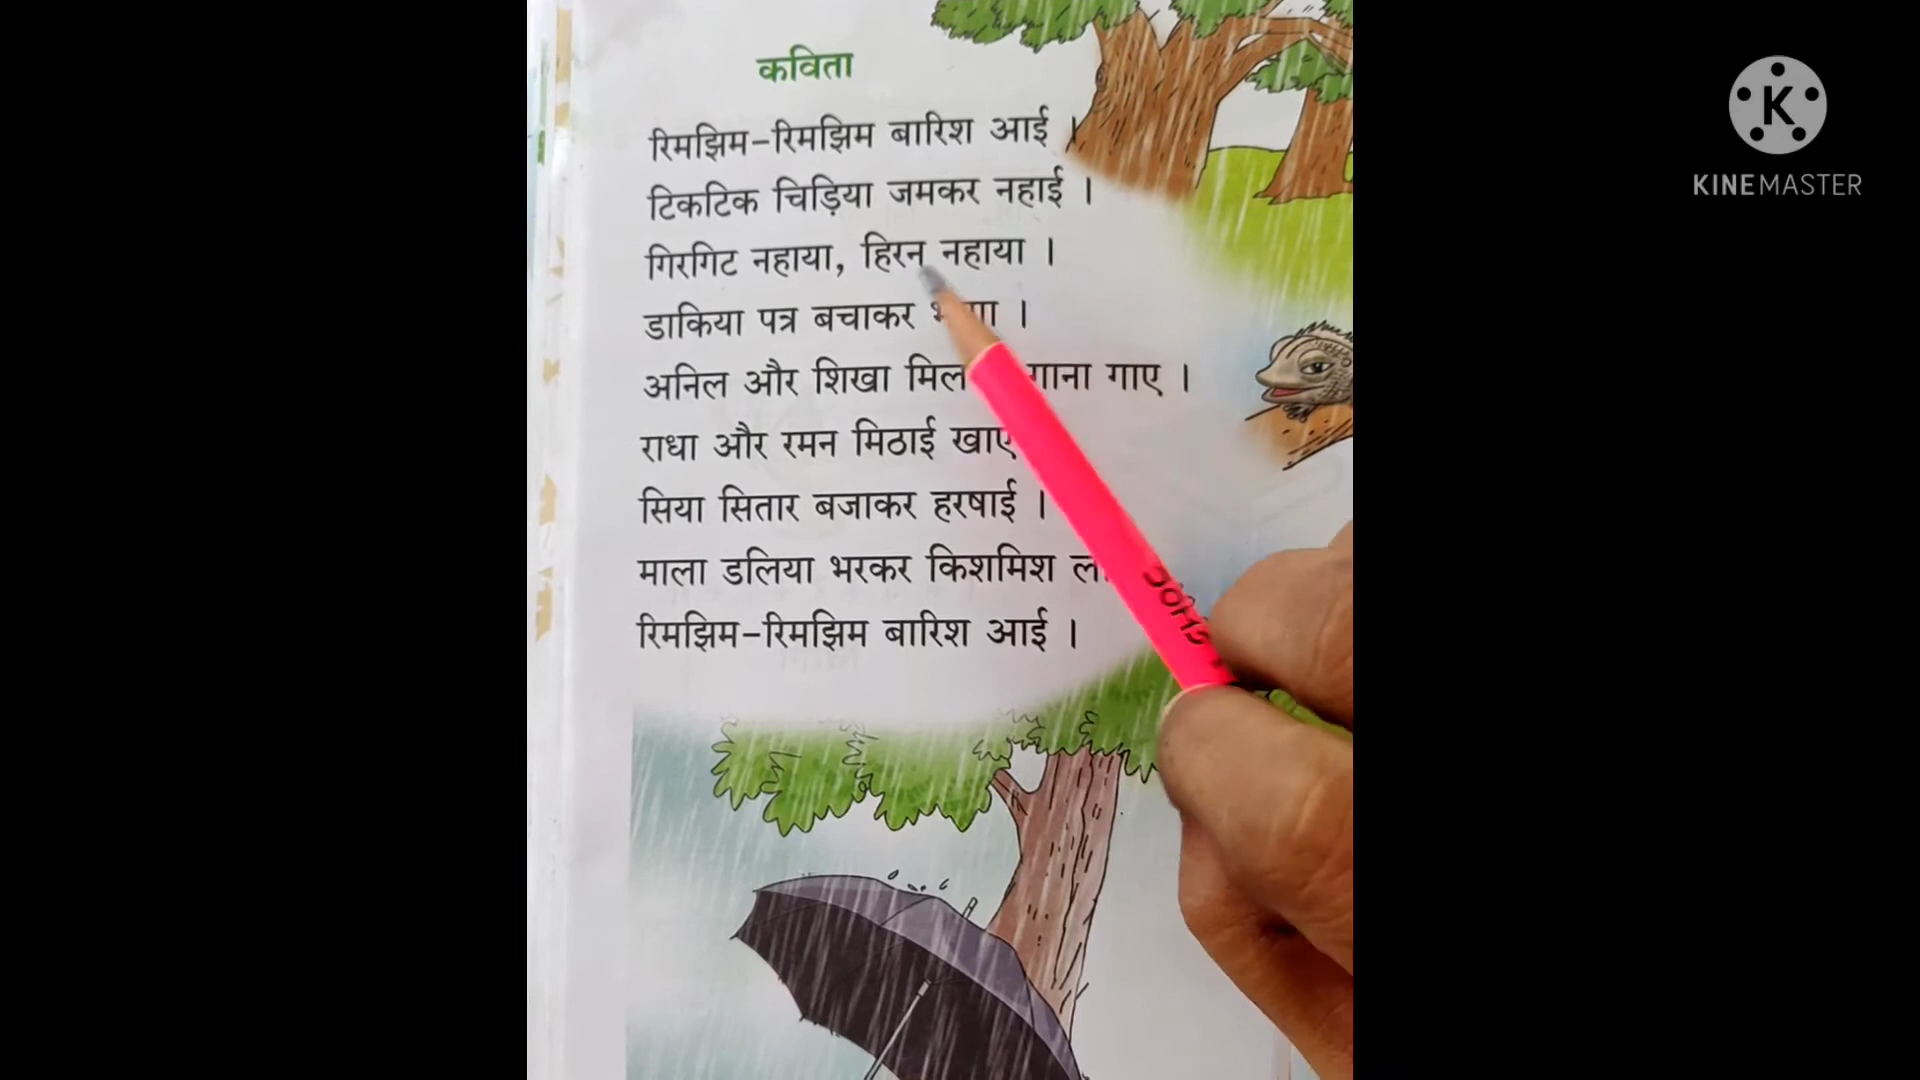 कविता
रिमझिम-रिमझिम बारिश आई ।
टिकटिक चिड़िया जमकर नहाई ।
गिरगिट नहाया, हिरन नहाया ।
डाकिया पत्र बचाकर ।
अनिल और शिखा गाना गाए ।
राधा और रमन मिठाई खाए
सिया सितार बजाकर हरषाई ।
माला डलिया भरकर किशमिश
रिमझिम-रिमझिम बारिश आई ।
DOMS
KINEMASTER